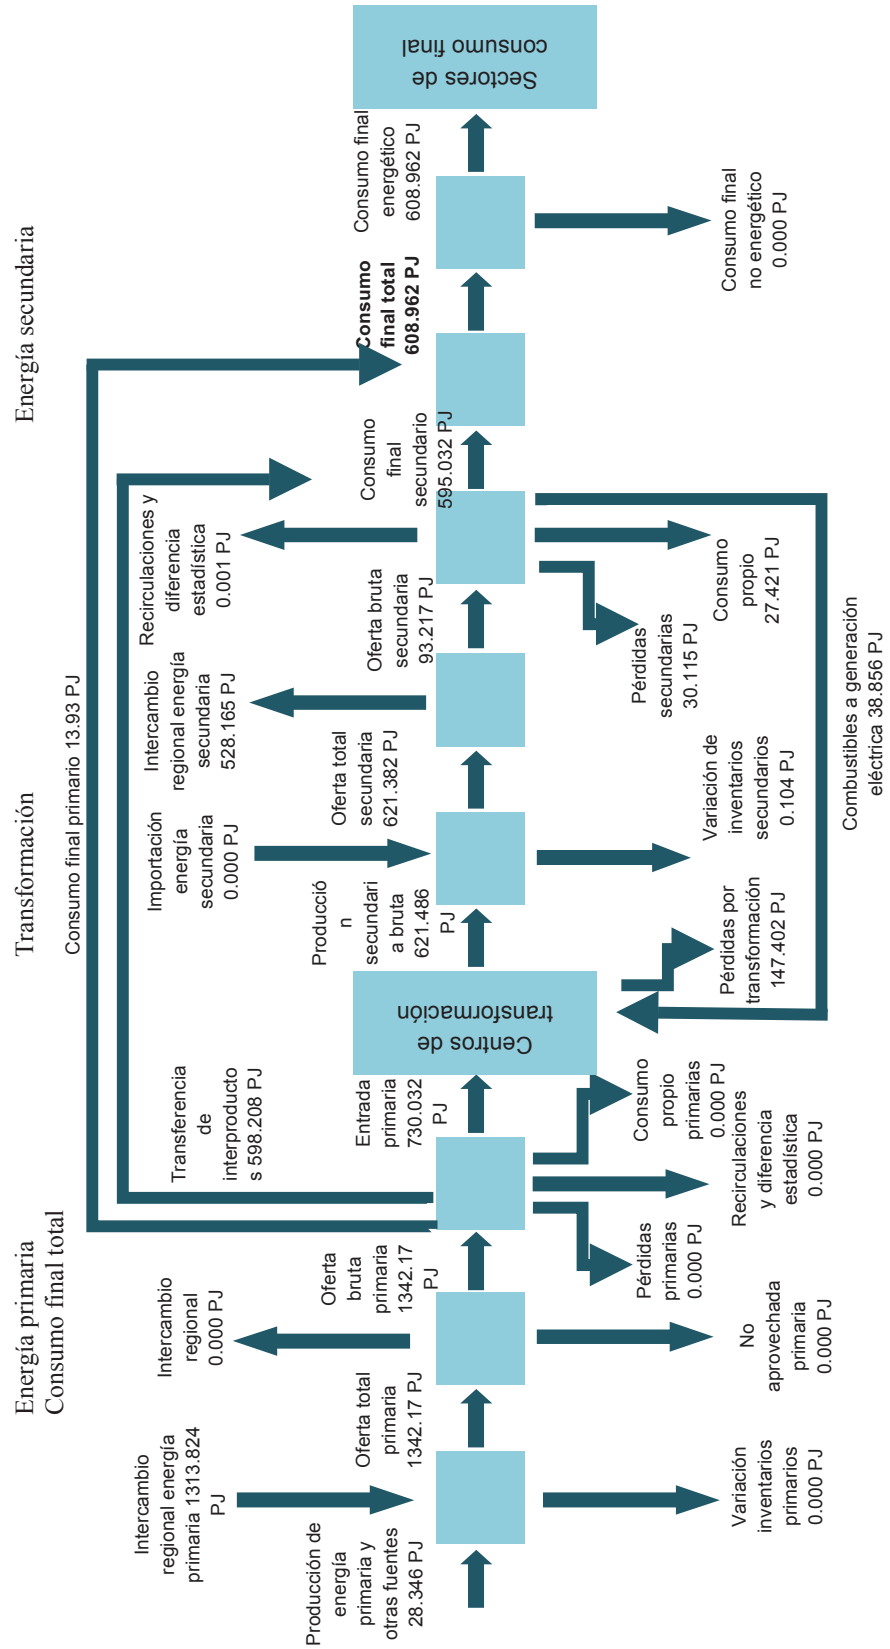 Energía primaria
Consumo final total
Transformación
Energía secundaria
Consumo final primario 13.93 PJ
Intercambio
regional energía
primaria 1313.824
PJ
Intercambio
regional
0.000 PJ
Transferencia
de
interproducto
s 598.208 PJ
Importación
energía
secundaria
0.000 PJ
Intercambio
regional energía
secundaria
528.165 PJ
Recirculaciones y
diferencia
estadística
0.001 PJ
Producción de
energía
primaria y
otras fuentes
28.346 PJ
Oferta total
primaria
1342.17 PJ
Oferta
bruta
primaria
1342.17
PJ
Entrada
primaria
730.032
PJ
Centros de
transformación
Producció
n
secundari
a bruta
621.486
PJ
Oferta total
secundaria
621.382 PJ
Oferta bruta
secundaria
93.217 PJ
Consumo
final
secundario
595.032 PJ
Consumo
final total
608.962 PJ
Consumo final
energético
608.962 PJ
Sectores de
consumo final
Variación
inventarios
primarios
0.000 PJ
No
aprovechada
primaria
0.000 PJ
Pérdidas
primarias
0.000 PJ
Recirculaciones
y diferencia
estadística
0.000 PJ
Consumo
propio
primarias
0.000 PJ
Pérdidas por
transformación
147.402 PJ
Variación de
inventarios
secundarios
0.104 PJ
Pérdidas
secundarias
30.115 PJ
Consumo
propio
27.421 PJ
Consumo final
no energético
0.000 PJ
Combustibles a generación
eléctrica 38.856 PJ